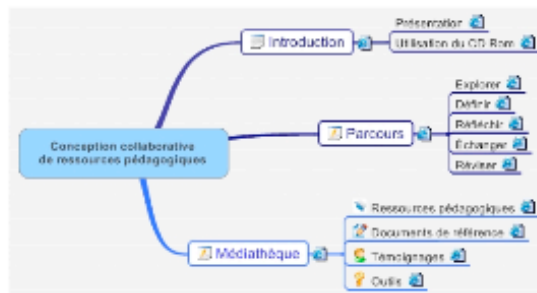 Présentation
Introduction
Utilisation du CD Rom
Explorer
Définir
Parcours
Réfléchir
Échanger
Réviser
Conception collaborative
de ressources pédagogiques
Médiathèque
Ressources pédagogiques
Documents de référence
Témoignages
Outils